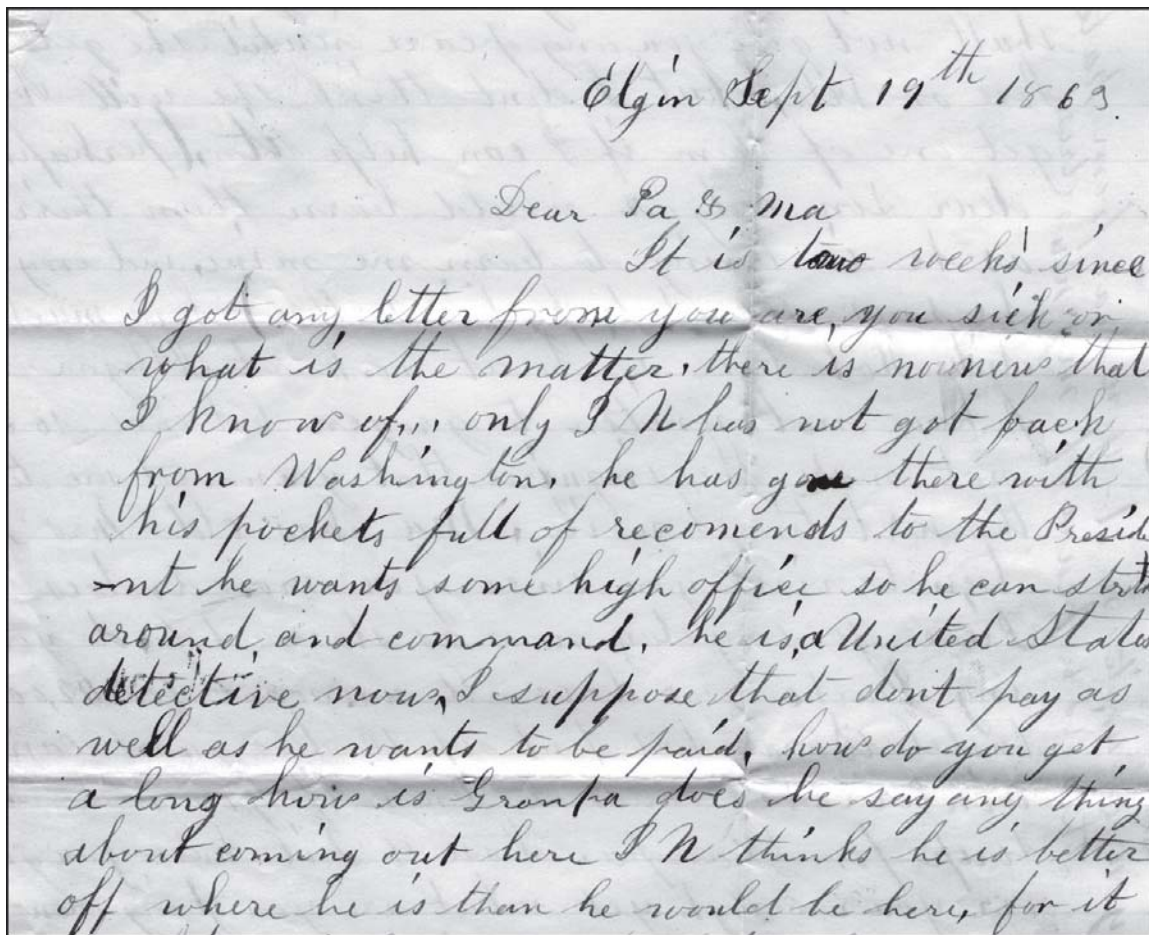 Elgin Sept 19th 1863.
Dear Pa & Ma
It is two weeks since
I got any letter from you are, you sick or
what is the matter, there is no news that
I know of,,, only I N has not got back
from Washington, he has gone there with
his pockets full of recomends to the Preside
=nt he wants some high office so he can strut
around, and command, he is, a United States
detective now, I suppose that dont pay as
well as he wants to be paid, how do you get
a long how is Granpa does he say any thing
about coming out here I N thinks he is better
off where he is than he would be here, for it